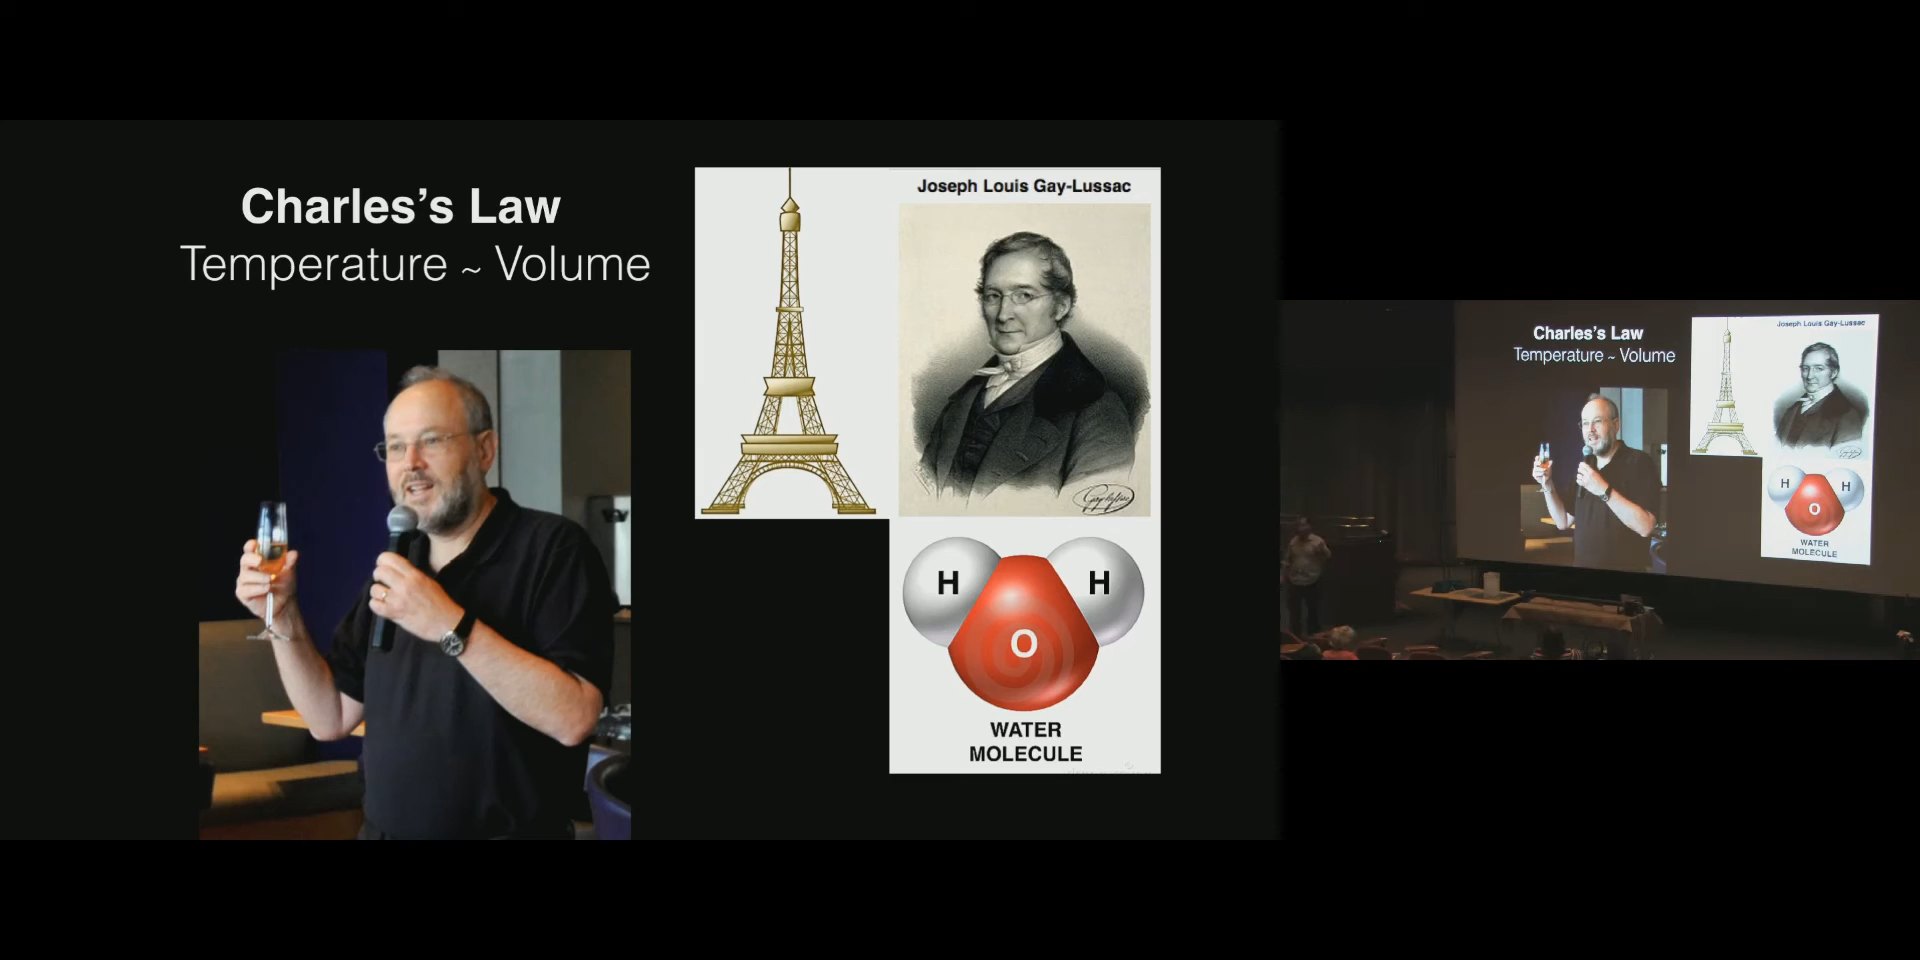 Charles's Law
Temperature ~ Volume
Joseph Louis Gay-Lussac
H
H
O
WATER
MOLECULE
Charles's Law
Temperature ~ Volume
Joseph Louis Gay-Lussac
H
H
O
WATER
MOLECULE